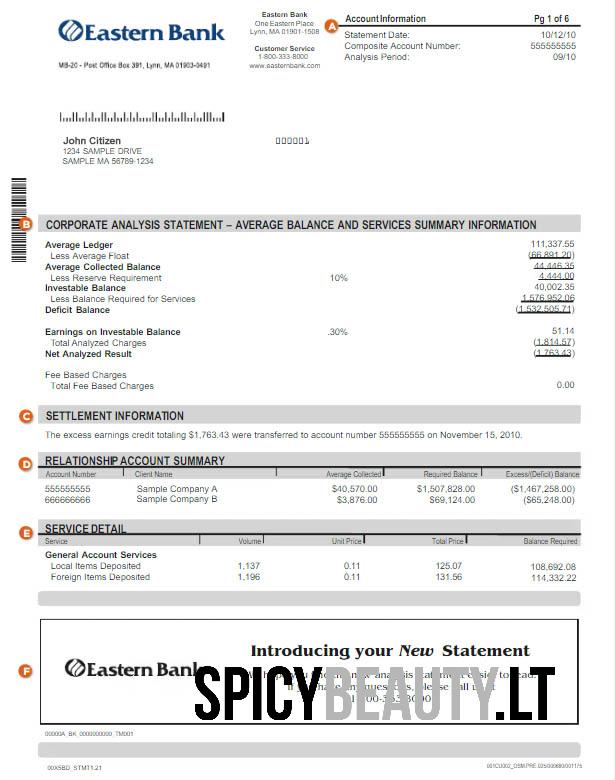 Eastern Bank
MB-20 - Post Office Box 391, Lynn, MA 01903-0491
Eastern Bank
One Eastern Place
Lynn, MA 01901-1508
Customer Service
1-800-333-8000
www.easternbank.com
A
Account Information Pg 1 of 6
Statement Date: 10/12/10
Composite Account Number: 555555555
Analysis Period: 09/10
John Citizen 000001
1234 SAMPLE DRIVE
SAMPLE MA 56789-1234
B
CORPORATE ANALYSIS STATEMENT – AVERAGE BALANCE AND SERVICES SUMMARY INFORMATION
Average Ledger 111,337.55
Less Average Float (66,891.20)
Average Collected Balance 44,446.35
Less Reserve Requirement 10% 4,444.00
Investable Balance 40,002.35
Less Balance Required for Services 1,576,952.06
Deficit Balance (1,532,505.71)
Earnings on Investable Balance .30% 51.14
Total Analyzed Charges (1,814.57)
Net Analyzed Result (1,763.43)
Fee Based Charges
Total Fee Based Charges 0.00
C
SETTLEMENT INFORMATION
The excess earnings credit totaling $1,763.43 were transferred to account number 555555555 on November 15, 2010.
D
RELATIONSHIP ACCOUNT SUMMARY
Account Number Client Name Average Collected Required Balance Excess/(Deficit) Balance
555555555 Sample Company A $40,570.00 $1,507,828.00 ($1,467,258.00)
666666666 Sample Company B $3,876.00 $69,124.00 ($65,248.00)
E
SERVICE DETAIL
Service Volume Unit Price Total Price Balance Required
General Account Services
Local Items Deposited 1,137 0.11 125.07 108,692.08
Foreign Items Deposited 1,196 0.11 131.56 114,332.22
F
Eastern Bank
Introducing your New Statement
SPICYBEAUTY.LT
00000A_BK_0000000000_TM001
00X5BD_STMT1.21